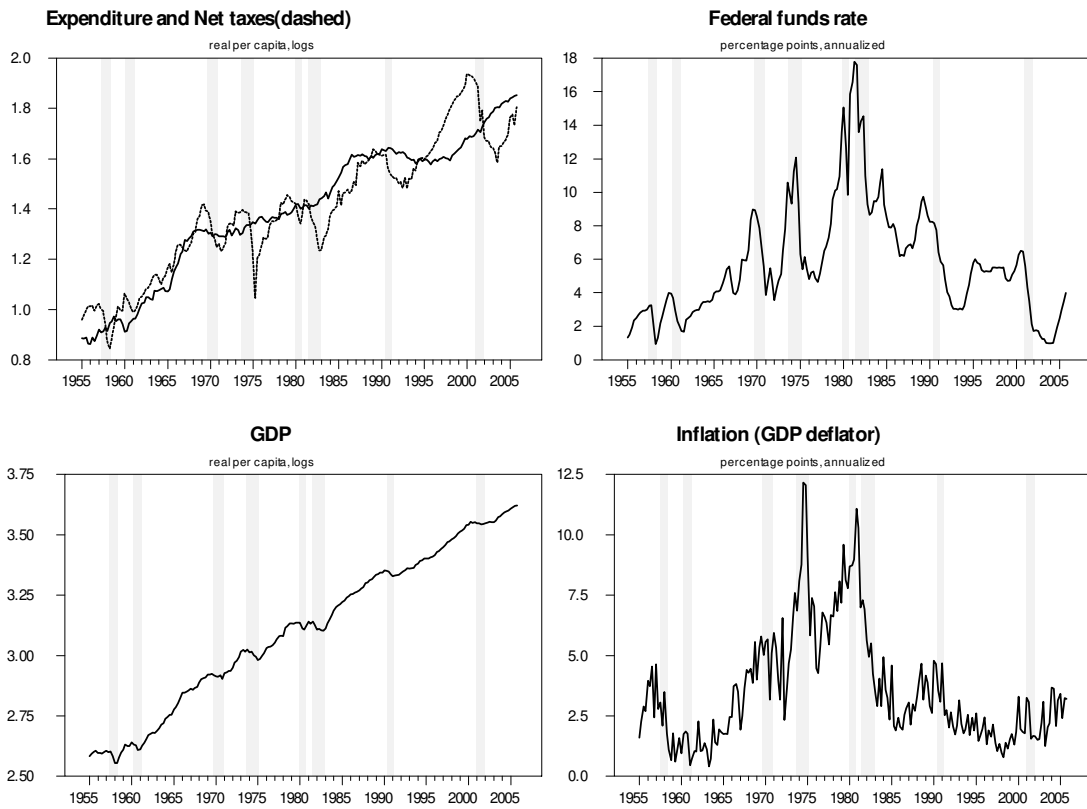 Expenditure and Net taxes(dashed)
real per capita, logs
2.0
1.8
1.6
1.4
1.2
1.0
0.8
1955 1960 1965 1970 1975 1980 1985 1990 1995 2000 2005
Federal funds rate
percentage points, annualized
18
16
14
12
10
8
6
4
2
0
1955 1960 1965 1970 1975 1980 1985 1990 1995 2000 2005
GDP
real per capita, logs
3.75
3.50
3.25
3.00
2.75
2.50
1955 1960 1965 1970 1975 1980 1985 1990 1995 2000 2005
Inflation (GDP deflator)
percentage points, annualized
12.5
10.0
7.5
5.0
2.5
0.0
1955 1960 1965 1970 1975 1980 1985 1990 1995 2000 2005